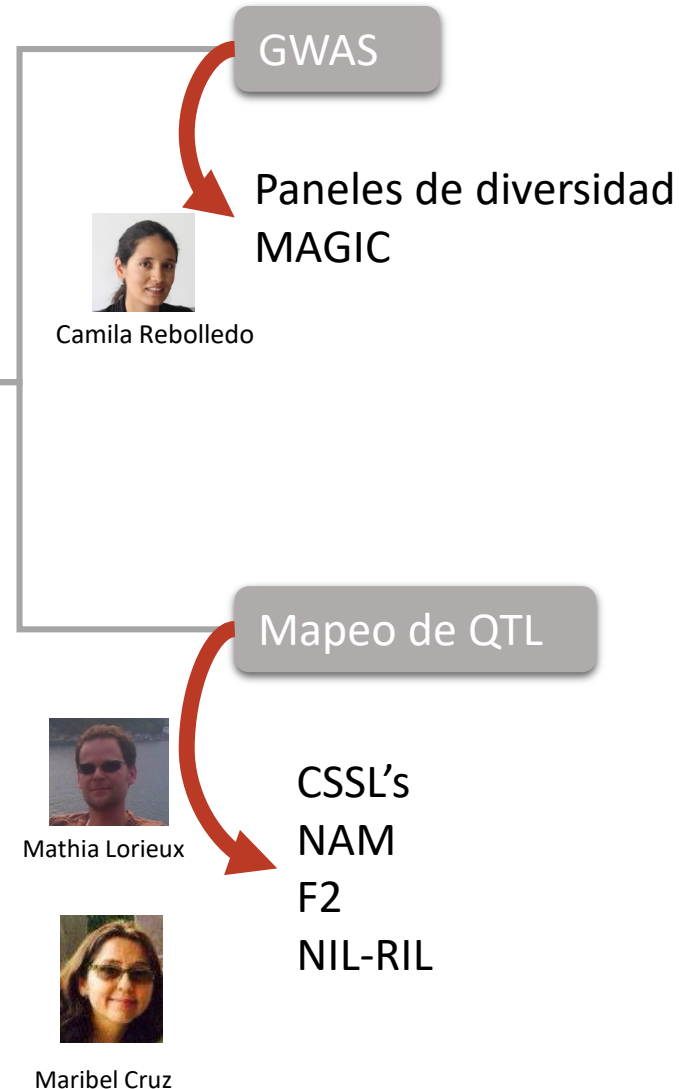 GWAS
Paneles de diversidad
MAGIC
Camila Rebolledo
Mapeo de QTL
Mathia Lorieux
CSSL’s
NAM
F2
NIL-RIL
Maribel Cruz